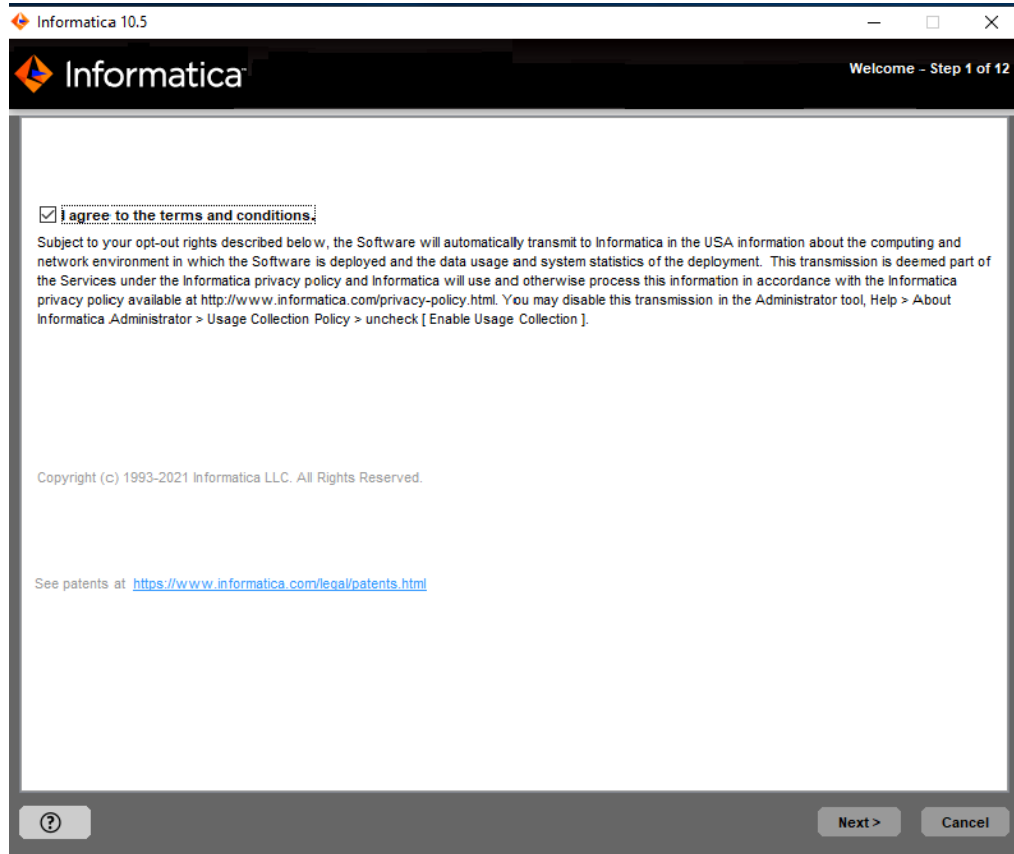 Informatica 10.5
Informatica
Welcome - Step 1 of 12
I agree to the terms and conditions.
Subject to your opt-out rights described below, the Software will automatically transmit to Informatica in the USA information about the computing and
network environment in which the Software is deployed and the data usage and system statistics of the deployment. This transmission is deemed part of
the Services under the Informatica privacy policy and Informatica will use and otherwise process this information in accordance with the Informatica
privacy policy available at http://www.informatica.com/privacy-policy.html. You may disable this transmission in the Administrator tool, Help > About
Informatica Administrator > Usage Collection Policy > uncheck [ Enable Usage Collection ].
Copyright (c) 1993-2021 Informatica LLC. All Rights Reserved.
See patents at https://www.informatica.com/legal/patents.html
?
Next >
Cancel